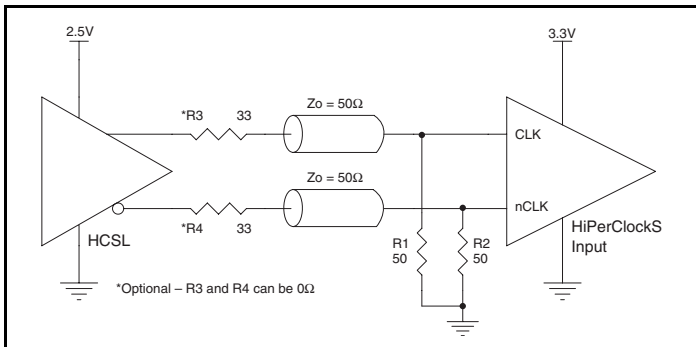 2.5V
3.3V
*R3 33
Zo = 50Ω
CLK
Zo = 50Ω
nCLK
*R4 33
HCSL
R1
50
R2
50
HiPerClockS
Input
*Optional – R3 and R4 can be 0Ω